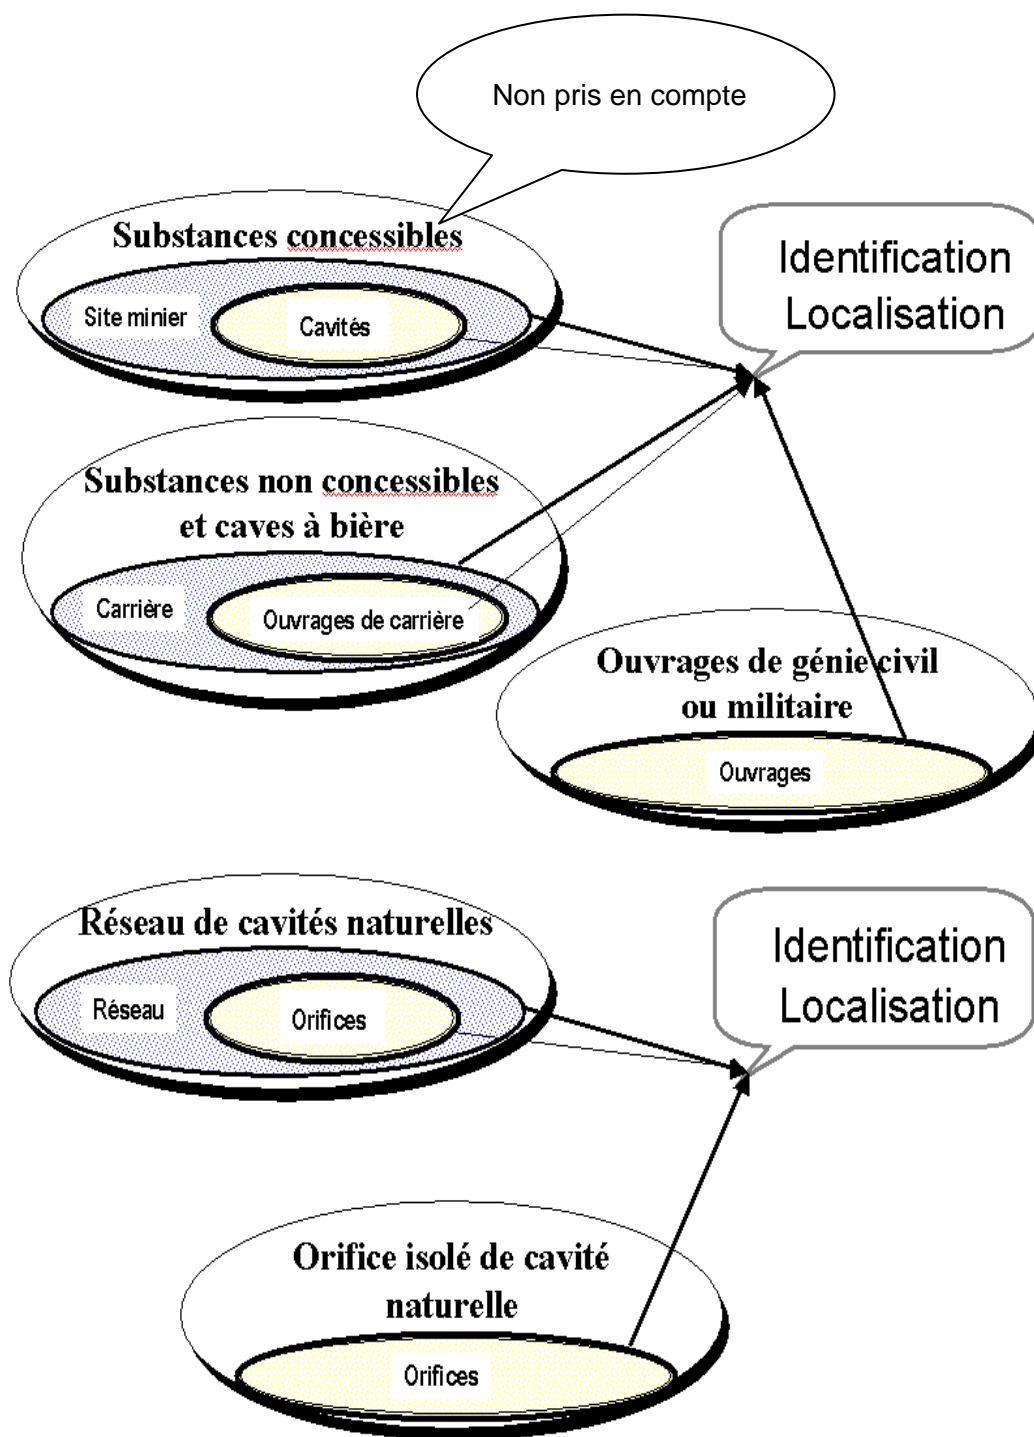 Non pris en compte
Substances concessibles
Site minier
Cavités
Identification
Localisation
Substances non concessibles
et caves à bière
Carrière
Ouvrages de carrière
Ouvrages de génie civil
ou militaire
Ouvrages
Réseau de cavités naturelles
Réseau
Orifices
Identification
Localisation
Orifice isolé de cavité
naturelle
Orifices